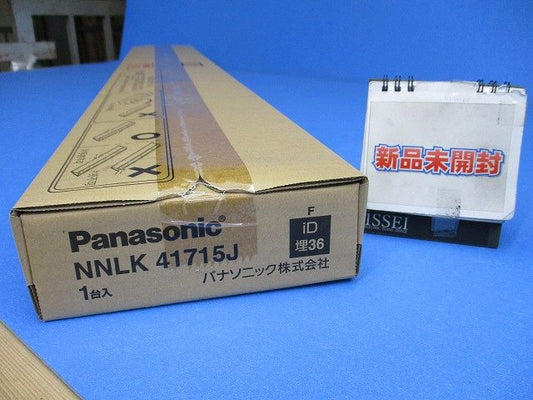 Panasonic
NNLK 41715J
1台入
F
iD
埋36
パナソニック株式会社
新品未開封
ISSEI